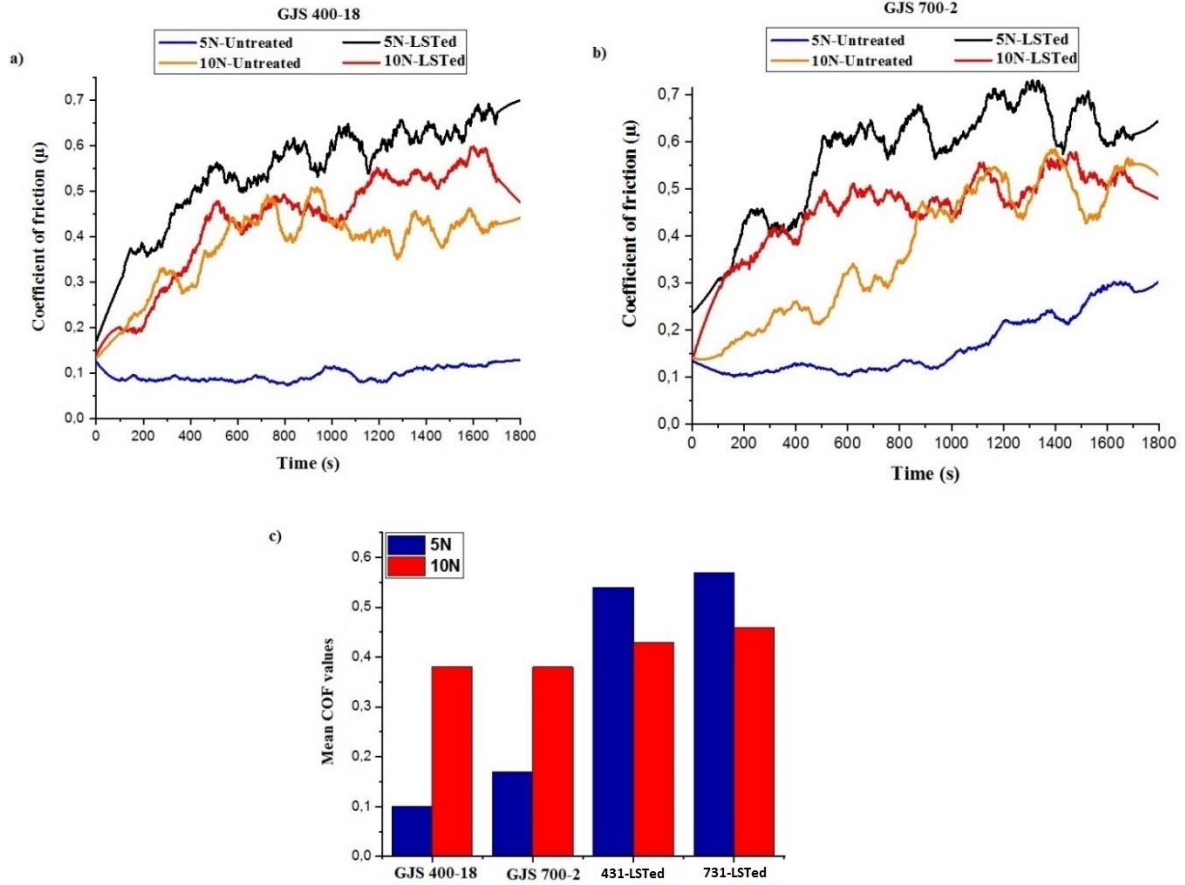 GJS 400-18
5N-Untreated 5N-LSTed
10N-Untreated 10N-LSTed
a)
Coefficient of friction (μ)
0,7
0,6
0,5
0,4
0,3
0,2
0,1
0,0
0 200 400 600 800 1000 1200 1400 1600 1800
Time (s)
GJS 700-2
5N-Untreated 5N-LSTed
10N-Untreated 10N-LSTed
b)
Coefficient of friction (μ)
0,7
0,6
0,5
0,4
0,3
0,2
0,1
0,0
0 200 400 600 800 1000 1200 1400 1600 1800
Time (s)
c)
5N
10N
Mean COF values
0,6
0,5
0,4
0,3
0,2
0,1
0,0
GJS 400-18 GJS 700-2 431-LSTed 731-LSTed